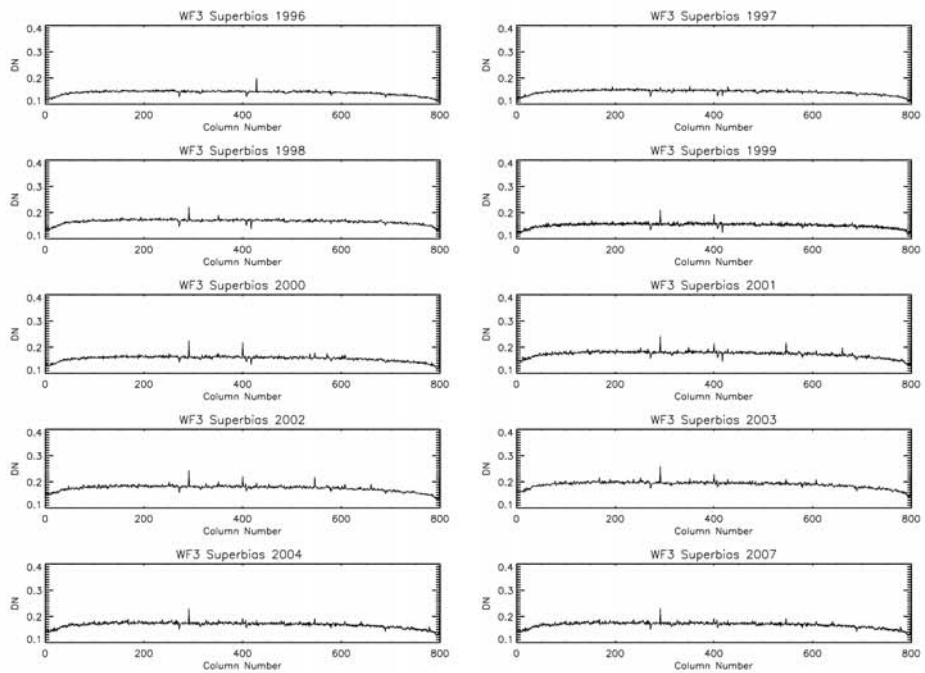 WF3 Superbias 1996
0.4
0.3
0.2
0.1
DN
0 200 400 600 800
Column Number
WF3 Superbias 1997
0.4
0.3
0.2
0.1
DN
0 200 400 600 800
Column Number
WF3 Superbias 1998
0.4
0.3
0.2
0.1
DN
0 200 400 600 800
Column Number
WF3 Superbias 1999
0.4
0.3
0.2
0.1
DN
0 200 400 600 800
Column Number
WF3 Superbias 2000
0.4
0.3
0.2
0.1
DN
0 200 400 600 800
Column Number
WF3 Superbias 2001
0.4
0.3
0.2
0.1
DN
0 200 400 600 800
Column Number
WF3 Superbias 2002
0.4
0.3
0.2
0.1
DN
0 200 400 600 800
Column Number
WF3 Superbias 2003
0.4
0.3
0.2
0.1
DN
0 200 400 600 800
Column Number
WF3 Superbias 2004
0.4
0.3
0.2
0.1
DN
0 200 400 600 800
Column Number
WF3 Superbias 2007
0.4
0.3
0.2
0.1
DN
0 200 400 600 800
Column Number